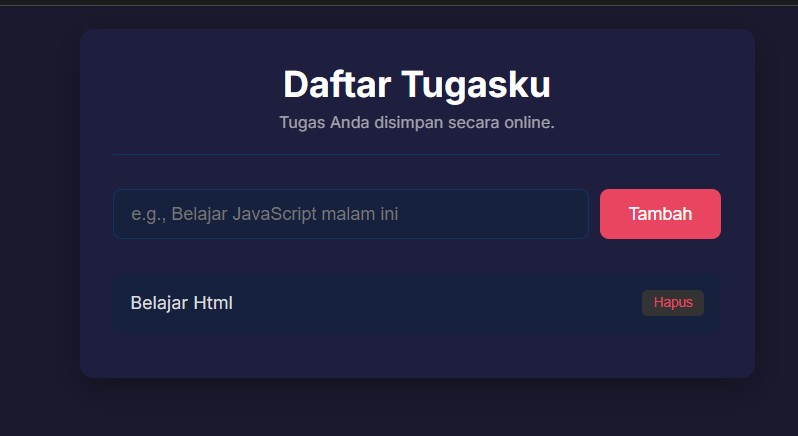 Daftar Tugasku
Tugas Anda disimpan secara online.
e.g., Belajar JavaScript malam ini
Tambah
Belajar Html
Hapus